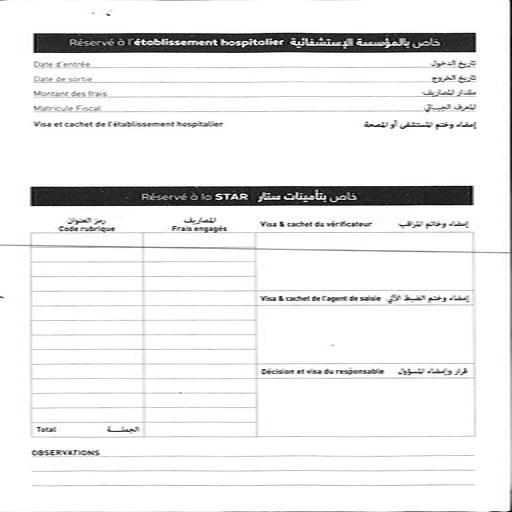 Réservé à l'établissement hospitalier خاص بالمؤسسة الإستشفائية
Date d'entrée تاريخ الدخول
Date de sortie تاريخ الخروج
Montant des frais مقدار المصاريف
Matricule Fiscal المعرف الجبائي
Visa et cachet de l'établissement hospitalier إمضاء وختم المستشفى أو المصحة
Réservé à la STAR خاص بتأمينات ستار
رمز العنوان المصاريف
Code rubrique Frais engagés Visa & cachet du vérificateur إمضاء وخاتم المراقب
Visa & cachet de l'agent de saisie إمضاء وختم الضبط الآلي
Décision et visa du responsable قرار وإمضاء المسؤول
Total الجملة
OBSERVATIONS